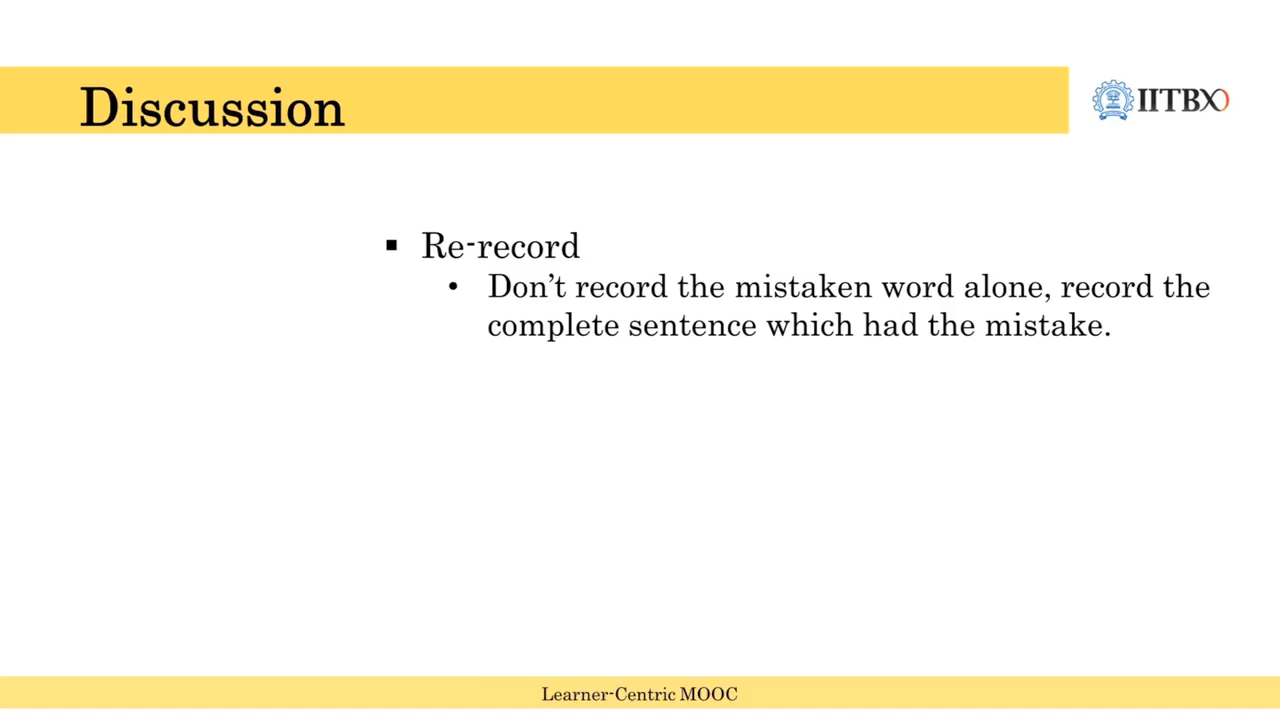 Discussion
IITBX
▪ Re-record
• Don’t record the mistaken word alone, record the
complete sentence which had the mistake.
Learner-Centric MOOC